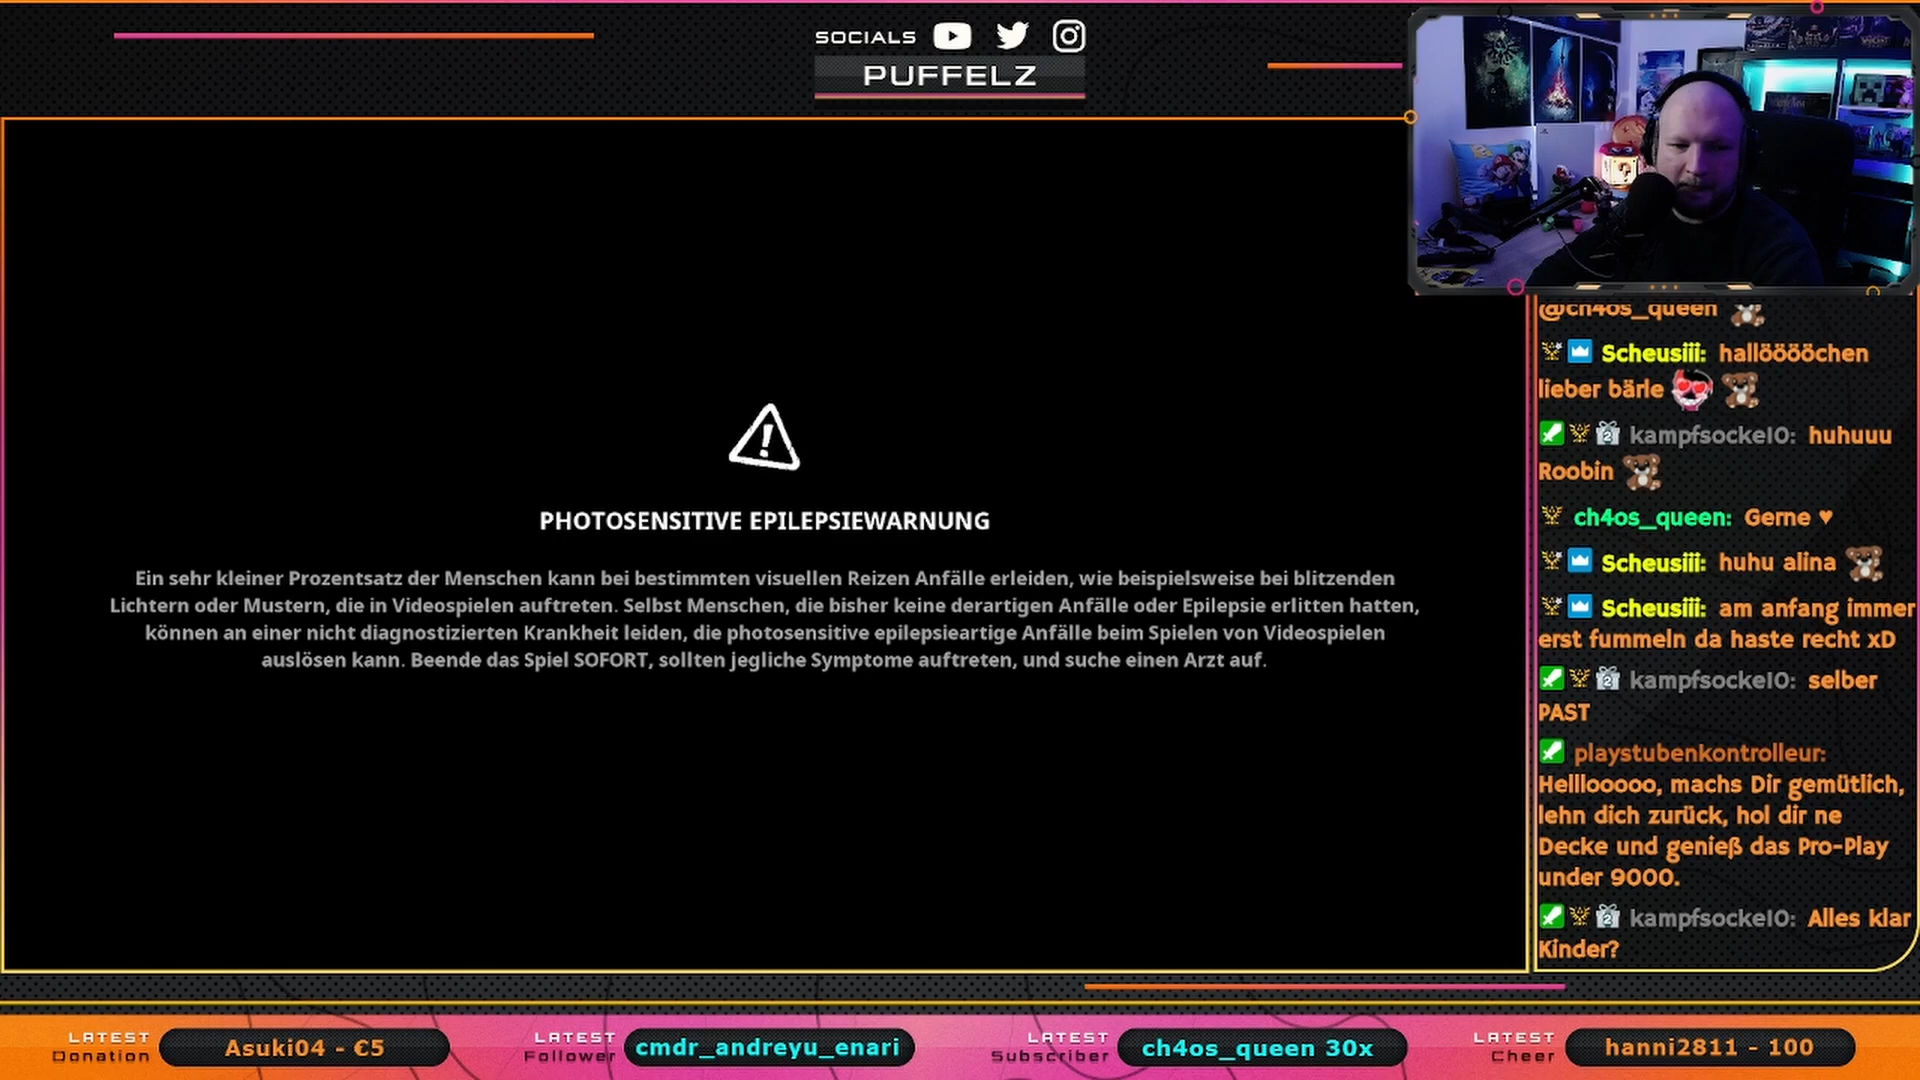 SOCIALS
PUFFELZ
PHOTOSENSITIVE EPILEPSIEWARNUNG
Ein sehr kleiner Prozentsatz der Menschen kann bei bestimmten visuellen Reizen Anfälle erleiden, wie beispielsweise bei blitzenden
Lichtern oder Mustern, die in Videospielen auftreten. Selbst Menschen, die bisher keine derartigen Anfälle oder Epilepsie erlitten hatten,
können an einer nicht diagnostizierten Krankheit leiden, die photosensitive epilepsieartige Anfälle beim Spielen von Videospielen
auslösen kann. Beende das Spiel SOFORT, sollten jegliche Symptome auftreten, und suche einen Arzt auf.
@ch4os_queen
Scheusiii: hallöööchen
lieber bärle
kampfsocke10: huhuuu
Roobin
ch4os_queen: Gerne ♥
Scheusiii: huhu alina
Scheusiii: am anfang immer
erst fummeln da haste recht xD
kampfsocke10: selber
PAST
playstubenkontrolleur:
Helllooooo, machs Dir gemütlich,
lehn dich zurück, hol dir ne
Decke und genieß das Pro-Play
under 9000.
kampfsocke10: Alles klar
Kinder?
LATEST
Donation
Asuki04 - €5
LATEST
Follower
cmdr_andreyu_enari
LATEST
Subscriber
ch4os_queen 30x
LATEST
Cheer
hanni2811 - 100